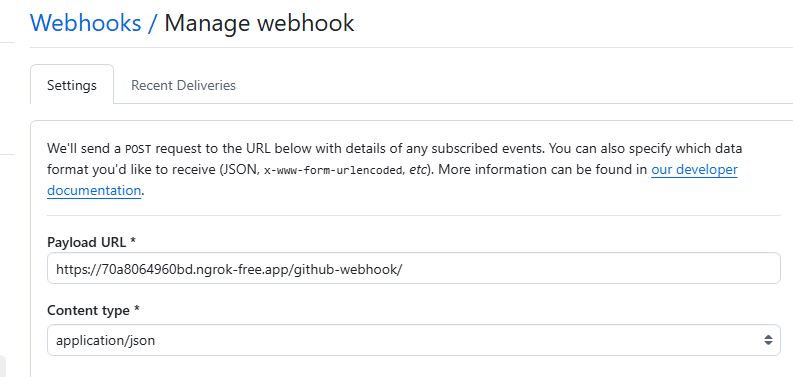 Webhooks / Manage webhook
Settings
Recent Deliveries
We'll send a POST request to the URL below with details of any subscribed events. You can also specify which data
format you'd like to receive (JSON, x-www-form-urlencoded, etc). More information can be found in our developer
documentation.
Payload URL *
https://70a8064960bd.ngrok-free.app/github-webhook/
Content type *
application/json